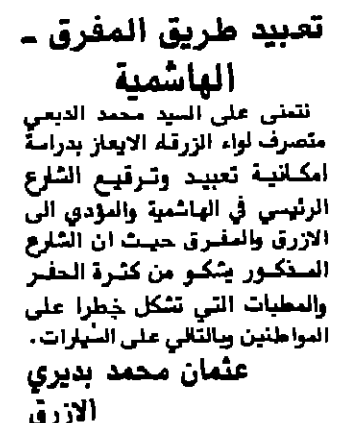 تعبيد طريق المفرق -
الهاشمية
نتمنى على السيد محمد الدبعي
متصرف لواء الزرقاء الايعاز بدراسة
امكانية تعبيد وترقيع الشارع
الرئيسي في الهاشمية والمؤدي الى
الازرق والمفرق حيث ان الشارع
المذكور يشكو من كثرة الحفر
والمطبات التي تشكل خطرا على
المواطنين وبالتالي على السيارات.
عثمان محمد بديري
الازرق